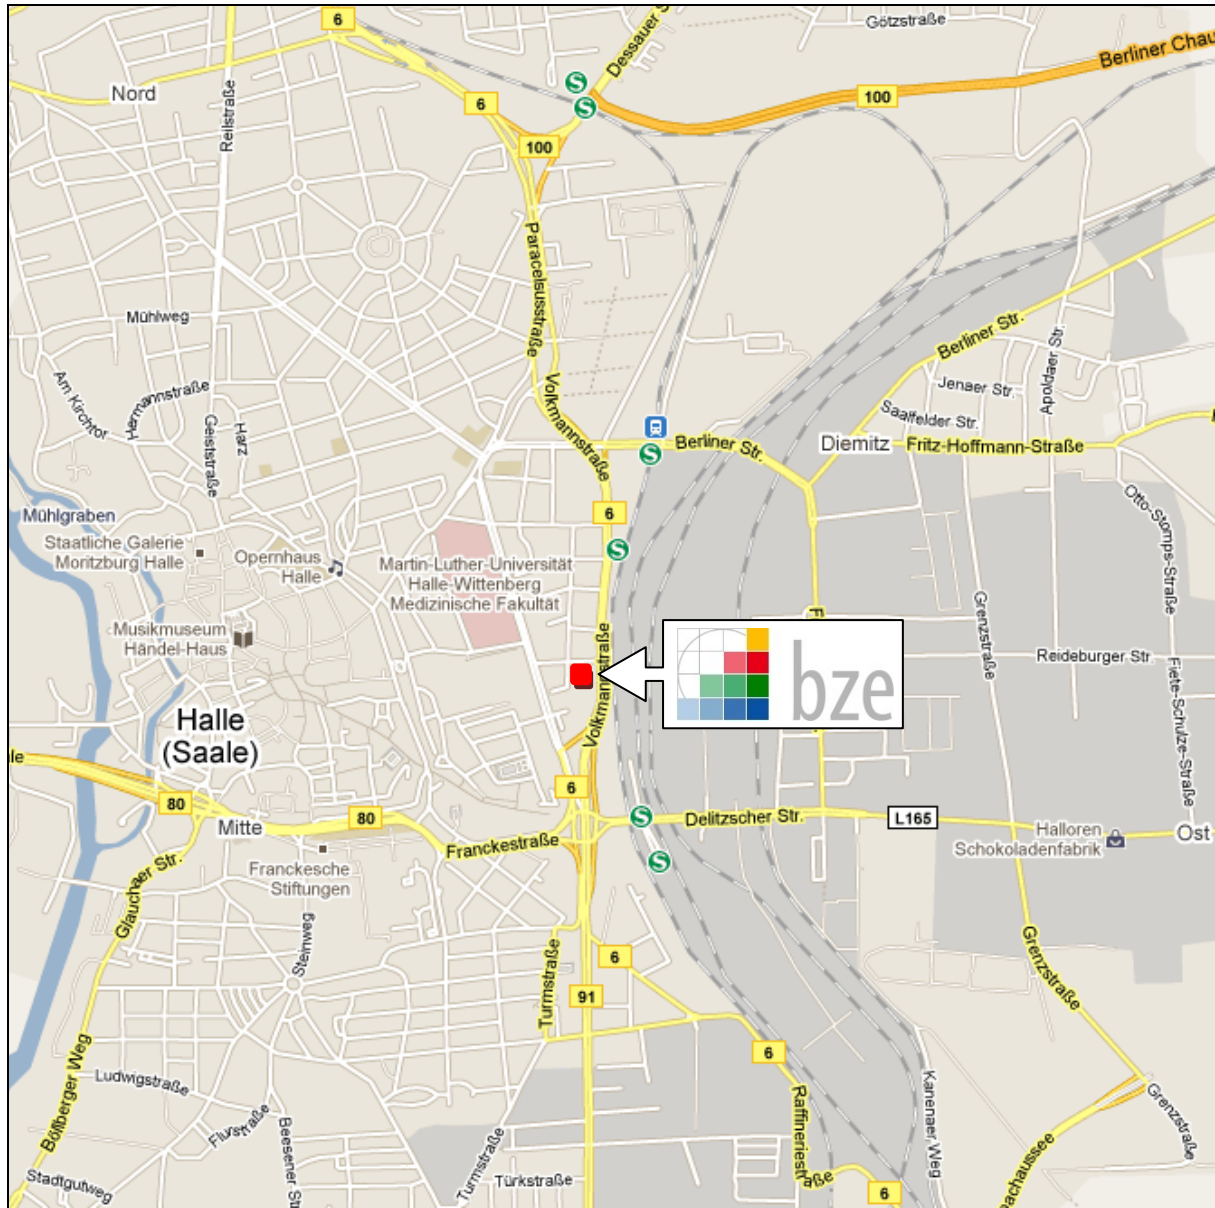 6
Dessauer S
Götzstraße
Berliner Chau
Nord
Reilstraße
6
100
100
Paracelsusstraße
Mühlweg
Berliner Str.
Apoldaer Str.
Jenaer Str.
Am Kirchtor
Hermannstraße
Geiststraße
Harz
Volkmannstraße
Saalfelder Str.
Berliner Str.
Diemitz
Fritz-Hoffmann-Straße
S
S
S
Mühlgraben
6
Otto-Stomps-Straße
Staatliche Galerie
Moritzburg Halle
Opernhaus
Halle
Martin-Luther-Universität
Halle-Wittenberg
Medizinische Fakultät
S
Grenzstraße
F
Musikmuseum
Händel-Haus
Volkmannstraße
bze
Reideburger Str.
Fiete-Schulze-Straße
Halle
(Saale)
le
80
Mitte
80
6
Franckestraße
S
Delitzscher Str.
L165
Halloren
Schokoladenfabrik
Ost
S
Glauchaer Str.
Franckesche
Stiftungen
Steinweg
Turmstraße
6
91
Grenzstraße
6
Böllberger Weg
Ludwigstraße
Flurstraße
Beesener Str
Raffineriestraße
Kanenaer Weg
Grenzstraße
Stadtgutweg
Turmstraße
Türkstraße
6
pachaussee